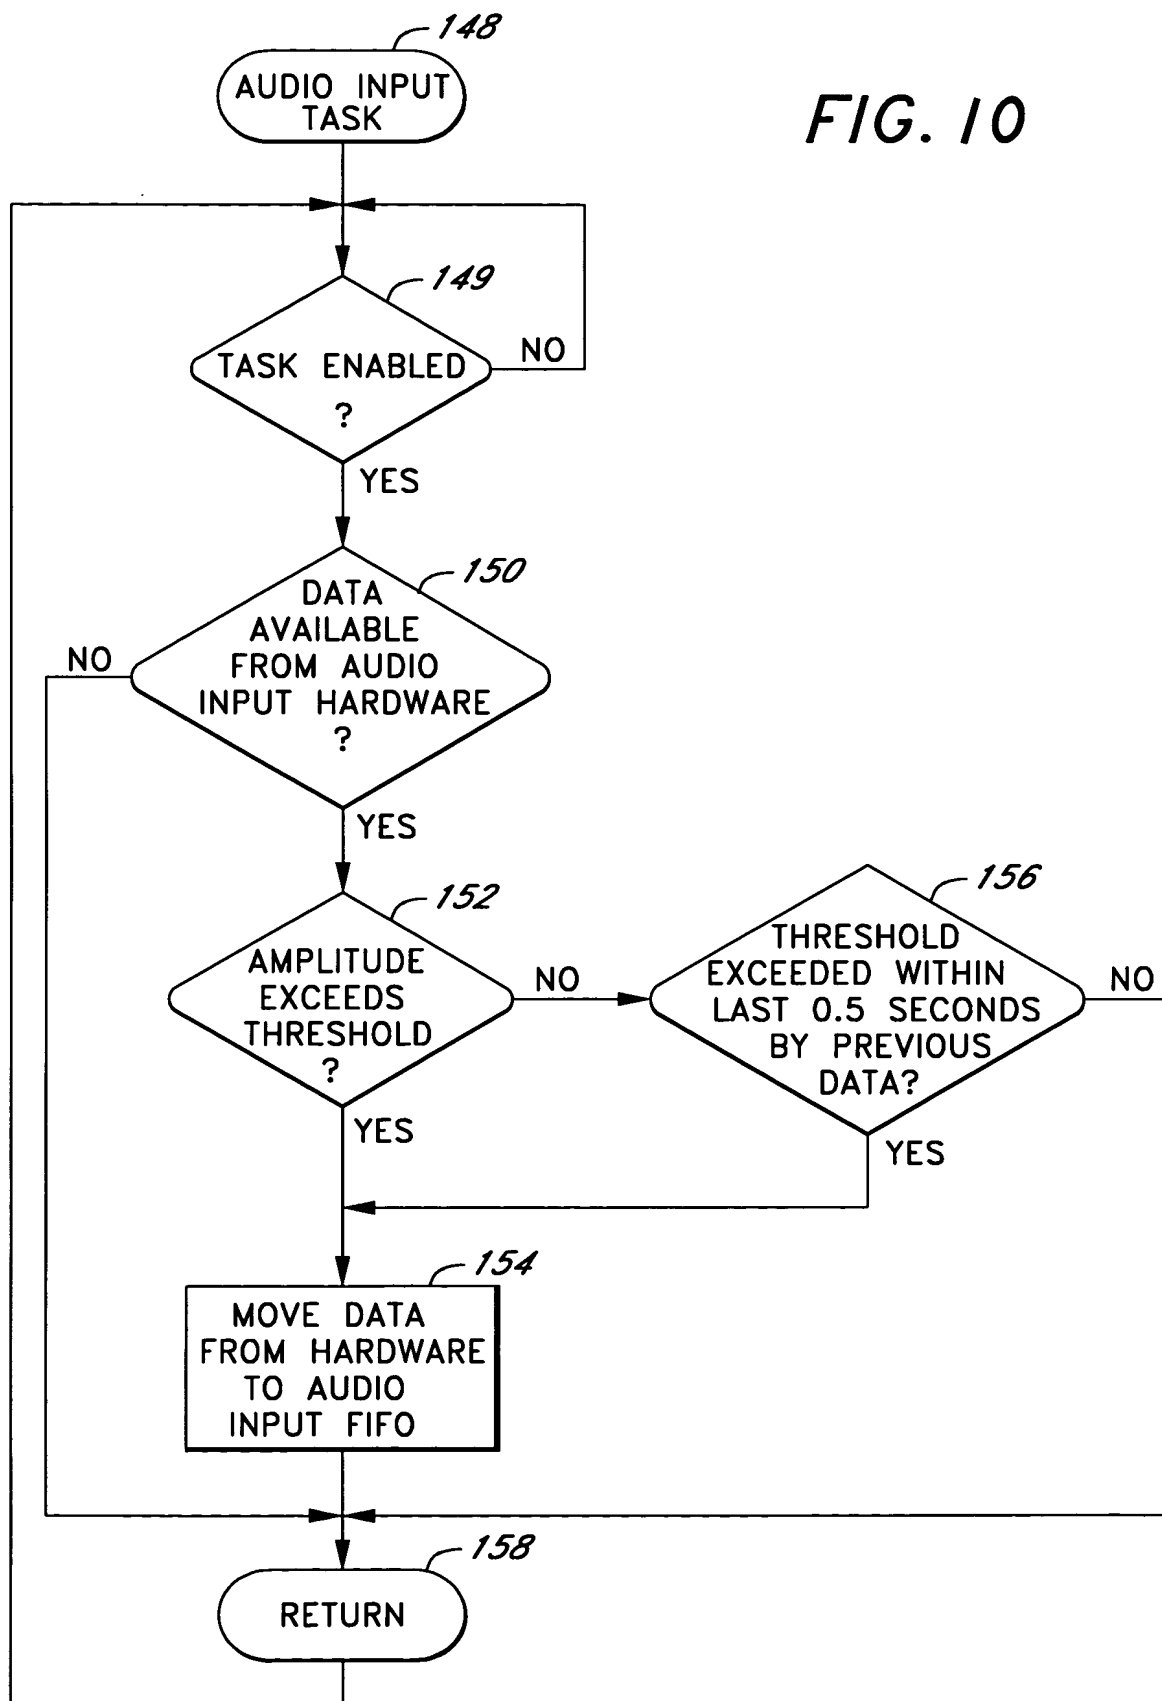 148
AUDIO INPUT
TASK
FIG. 10
149
TASK ENABLED
?
NO
YES
150
DATA
AVAILABLE
FROM AUDIO
INPUT HARDWARE
?
NO
YES
152
AMPLITUDE
EXCEEDS
THRESHOLD
?
NO
YES
156
THRESHOLD
EXCEEDED WITHIN
LAST 0.5 SECONDS
BY PREVIOUS
DATA?
NO
YES
154
MOVE DATA
FROM HARDWARE
TO AUDIO
INPUT FIFO
158
RETURN